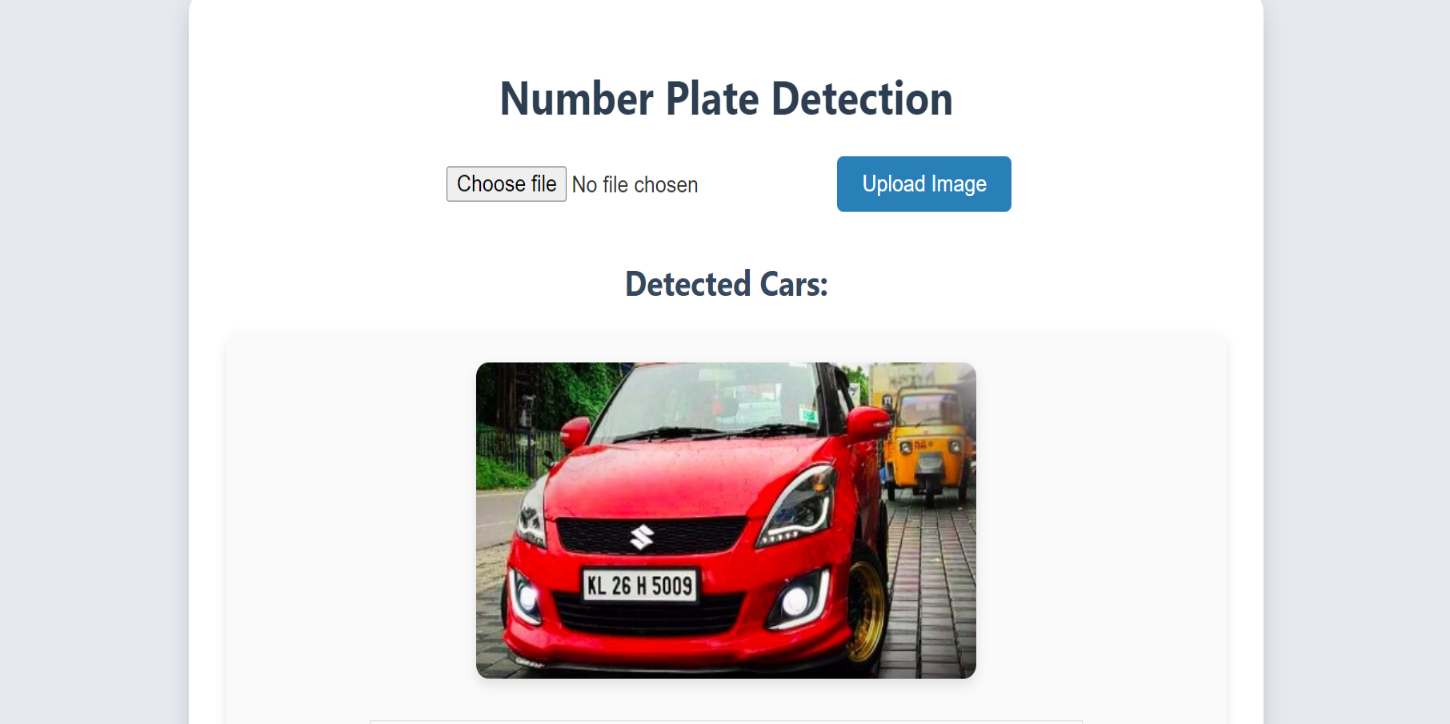 Number Plate Detection
Choose file No file chosen Upload Image
Detected Cars:
KL 26 H 5009